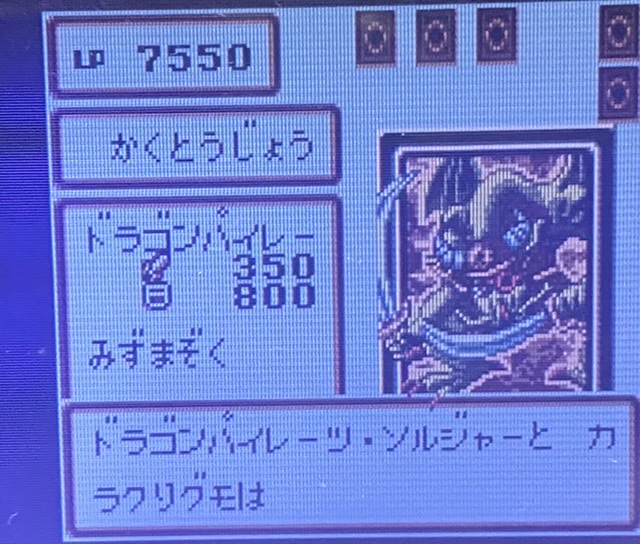 LP 7550
かくとうじょう
ドラゴンパイレー
350
800
みずまぞく
ドラゴンパイレーツ・ソルジャーと カ
ラクリグモは